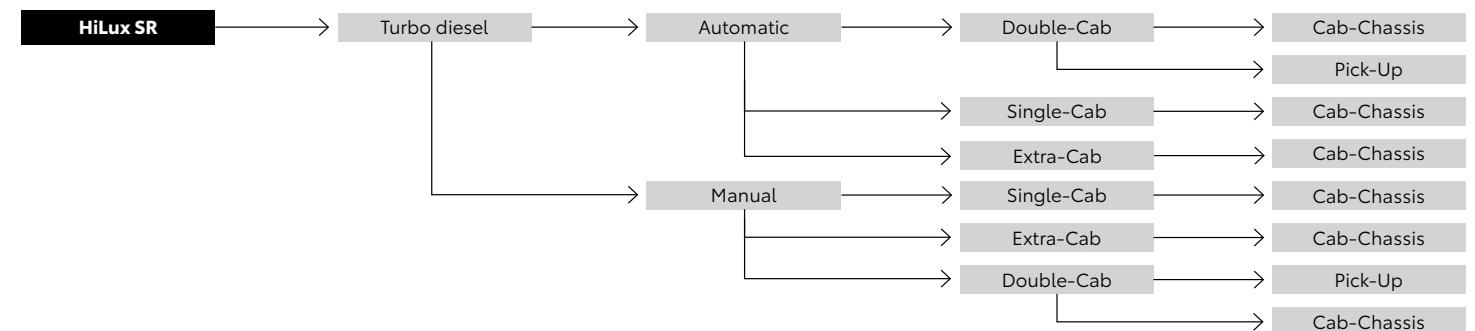 HiLux SR
Turbo diesel
Automatic
Double-Cab
Cab-Chassis
Pick-Up
Single-Cab
Cab-Chassis
Extra-Cab
Cab-Chassis
Manual
Single-Cab
Cab-Chassis
Extra-Cab
Cab-Chassis
Double-Cab
Pick-Up
Cab-Chassis